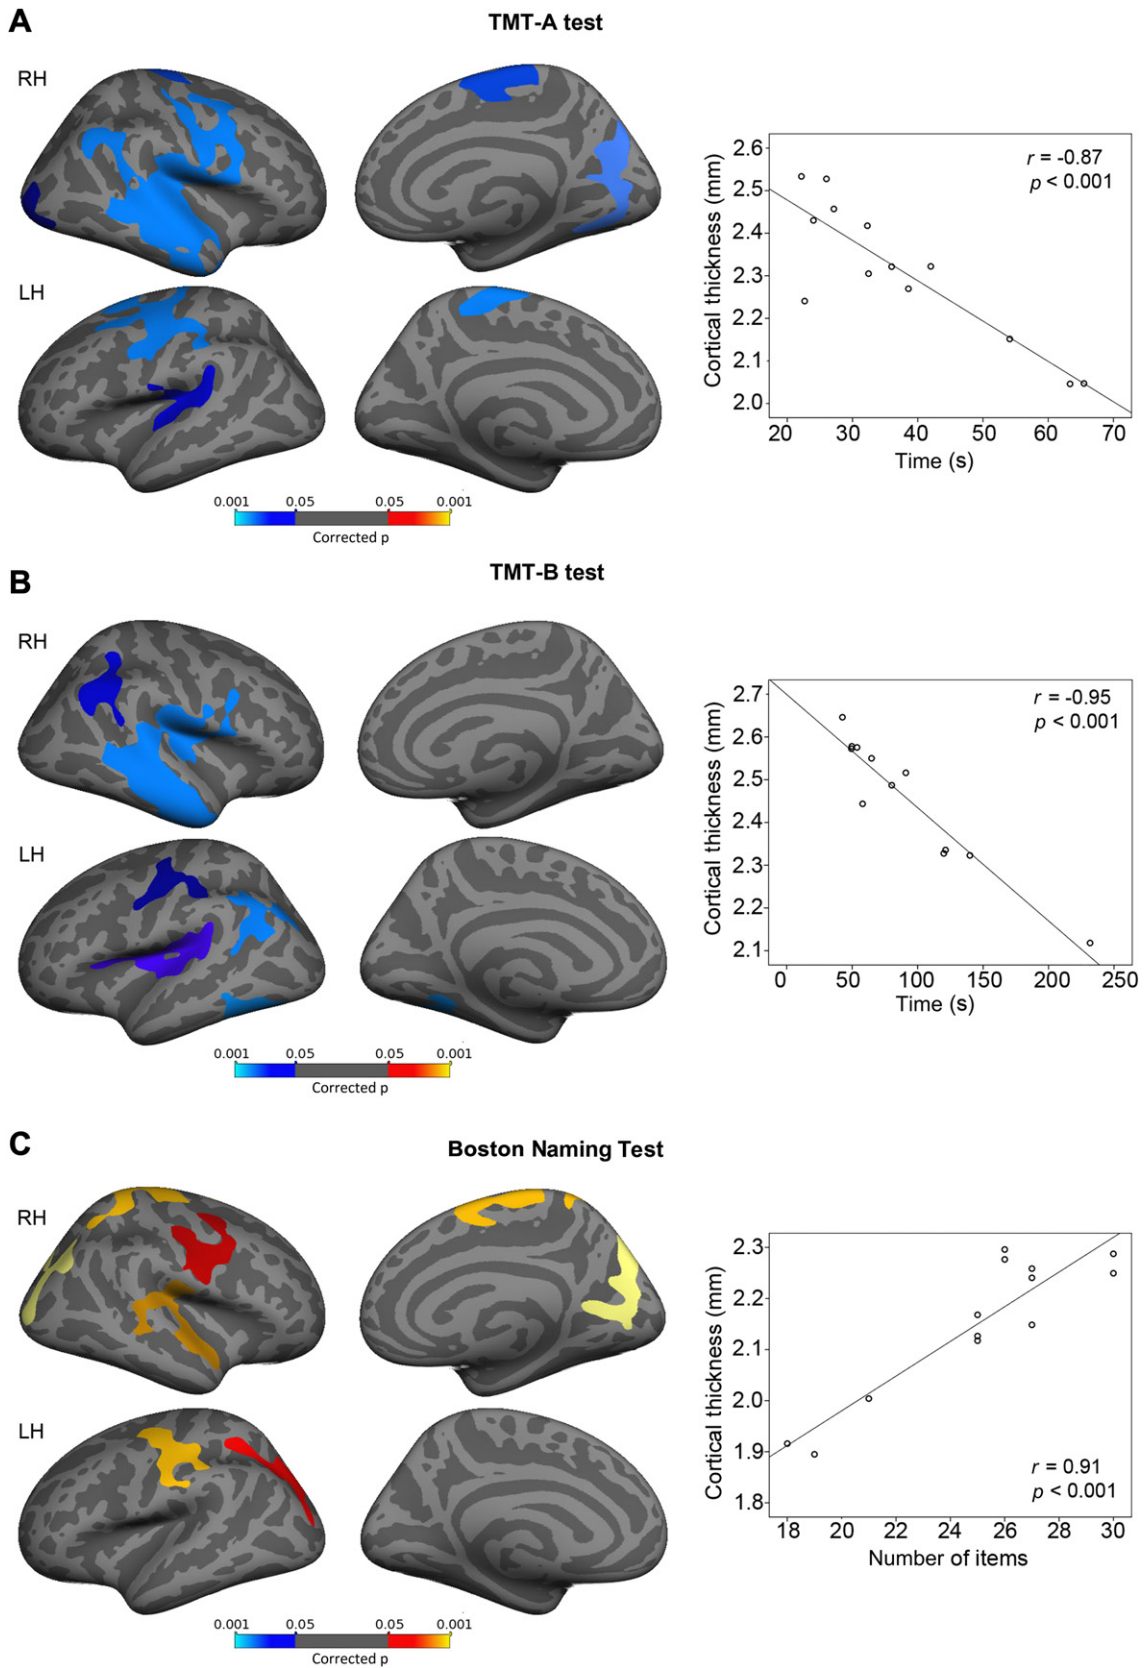 A
TMT-A test
RH
LH
0.001 0.05 0.05 0.001
Corrected p
Cortical thickness (mm)
2.6
2.5
2.4
2.3
2.2
2.1
2.0
r = -0.87
p < 0.001
20 30 40 50 60 70
Time (s)
B
TMT-B test
RH
LH
0.001 0.05 0.05 0.001
Corrected p
Cortical thickness (mm)
2.7
2.6
2.5
2.4
2.3
2.2
2.1
r = -0.95
p < 0.001
0 50 100 150 200 250
Time (s)
C
Boston Naming Test
RH
LH
0.001 0.05 0.05 0.001
Corrected p
Cortical thickness (mm)
2.3
2.2
2.1
2.0
1.9
1.8
r = 0.91
p < 0.001
18 20 22 24 26 28 30
Number of items